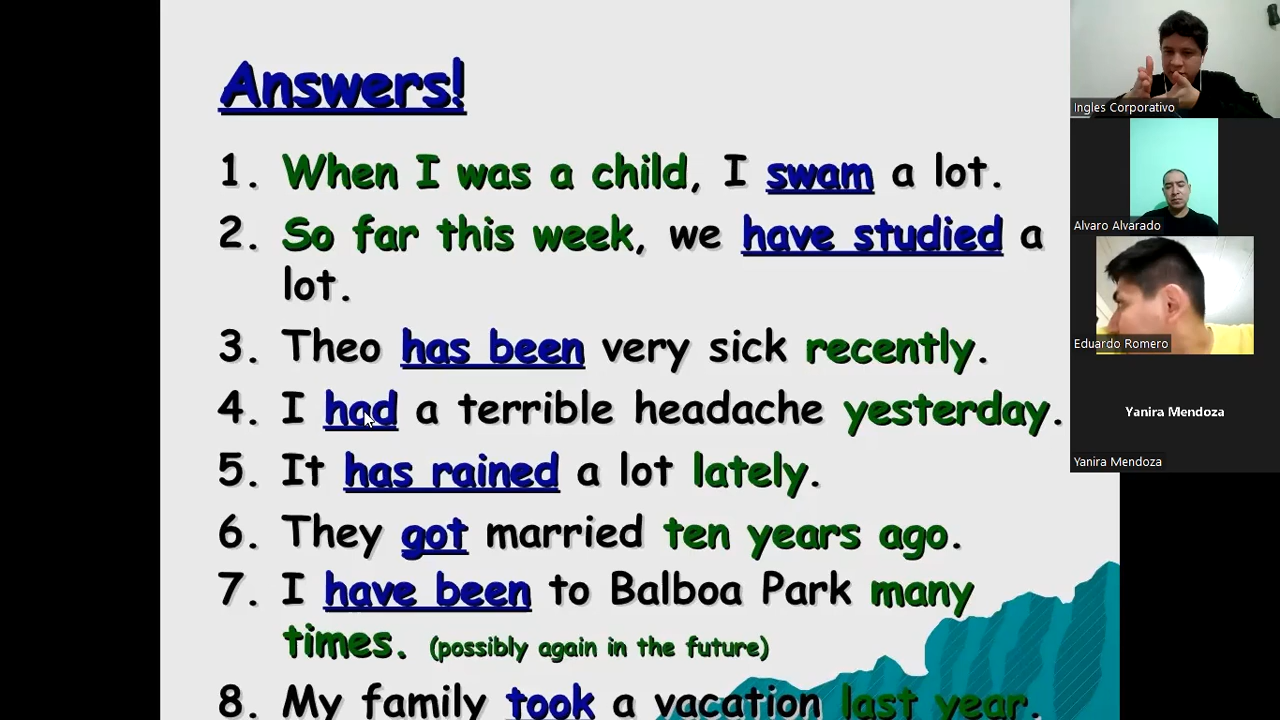 Answers!
1. When I was a child, I swam a lot.
2. So far this week, we have studied a
lot.
3. Theo has been very sick recently.
4. I had a terrible headache yesterday.
5. It has rained a lot lately.
6. They got married ten years ago.
7. I have been to Balboa Park many
times. (possibly again in the future)
8. My family took a vacation last year.
Ingles Corporativo
Alvaro Alvarado
Eduardo Romero
Yanira Mendoza
Yanira Mendoza